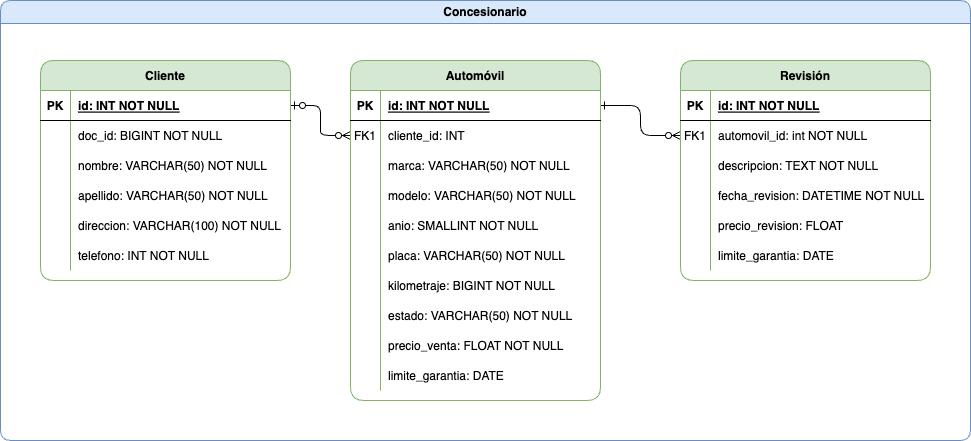 Concesionario
Cliente
PK id: INT NOT NULL
doc_id: BIGINT NOT NULL
nombre: VARCHAR(50) NOT NULL
apellido: VARCHAR(50) NOT NULL
direccion: VARCHAR(100) NOT NULL
telefono: INT NOT NULL
Automóvil
PK id: INT NOT NULL
FK1 cliente_id: INT
marca: VARCHAR(50) NOT NULL
modelo: VARCHAR(50) NOT NULL
anio: SMALLINT NOT NULL
placa: VARCHAR(50) NOT NULL
kilometraje: BIGINT NOT NULL
estado: VARCHAR(50) NOT NULL
precio_venta: FLOAT NOT NULL
limite_garantia: DATE
Revisión
PK id: INT NOT NULL
FK1 automovil_id: int NOT NULL
descripcion: TEXT NOT NULL
fecha_revision: DATETIME NOT NULL
precio_revision: FLOAT
limite_garantia: DATE